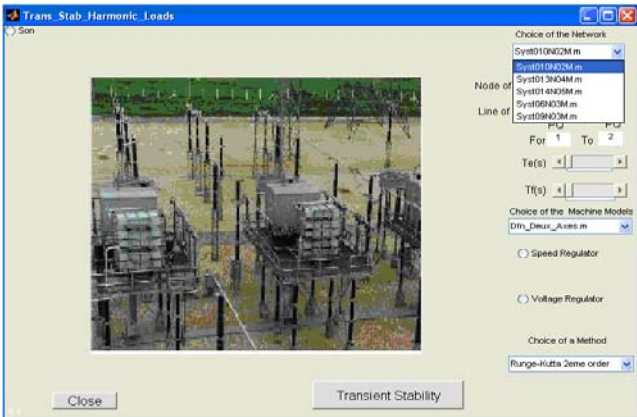 Trans_Stab_Harmonic_Loads
Son
Choice of the Network
Syst010N02M.m
Syst010N02M.m
Syst013N04M.m
Syst014N05M.m
Syst06N03M.m
Syst09N03M.m
Node of
Line of
PQ PQ
For 1 To 2
Te(s)
Tf(s)
Choice of the Machine Models
Dfn_Deux_Axes.m
Speed Regulator
Voltage Regulator
Choice of a Method
Runge-Kutta 2eme order
Close
Transient Stability